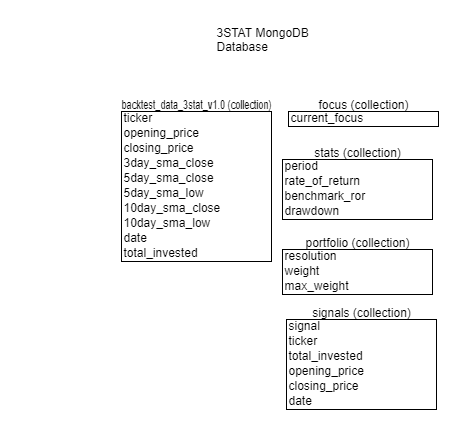 3STAT MongoDB
Database
backtest_data_3stat_v1.0 (collection)
ticker
opening_price
closing_price
3day_sma_close
5day_sma_close
5day_sma_low
10day_sma_close
10day_sma_low
date
total_invested
focus (collection)
current_focus
stats (collection)
period
rate_of_return
benchmark_ror
drawdown
portfolio (collection)
resolution
weight
max_weight
signals (collection)
signal
ticker
total_invested
opening_price
closing_price
date